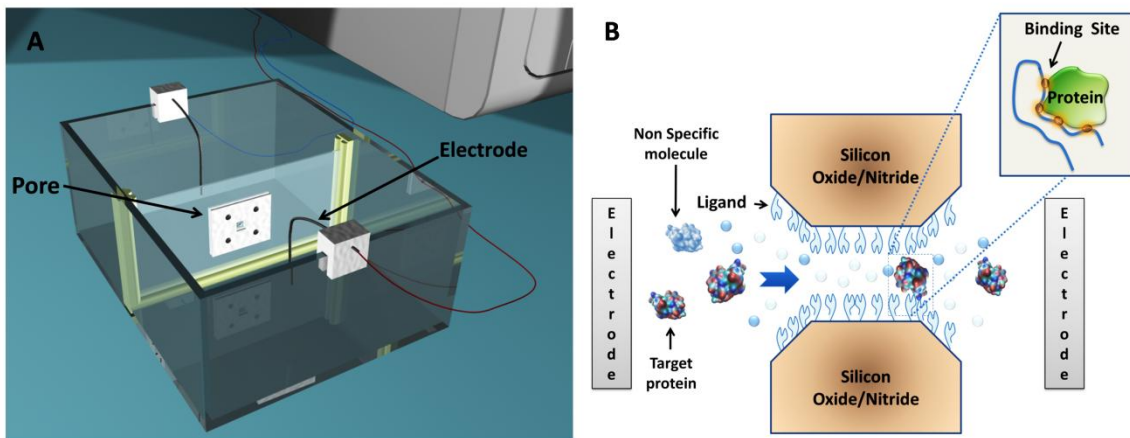 A
Pore
Electrode
B
Non Specific
molecule
Ligand
Target
protein
Silicon
Oxide/Nitride
Silicon
Oxide/Nitride
E
l
e
c
t
r
o
d
e
E
l
e
c
t
r
o
d
e
Binding Site
Protein